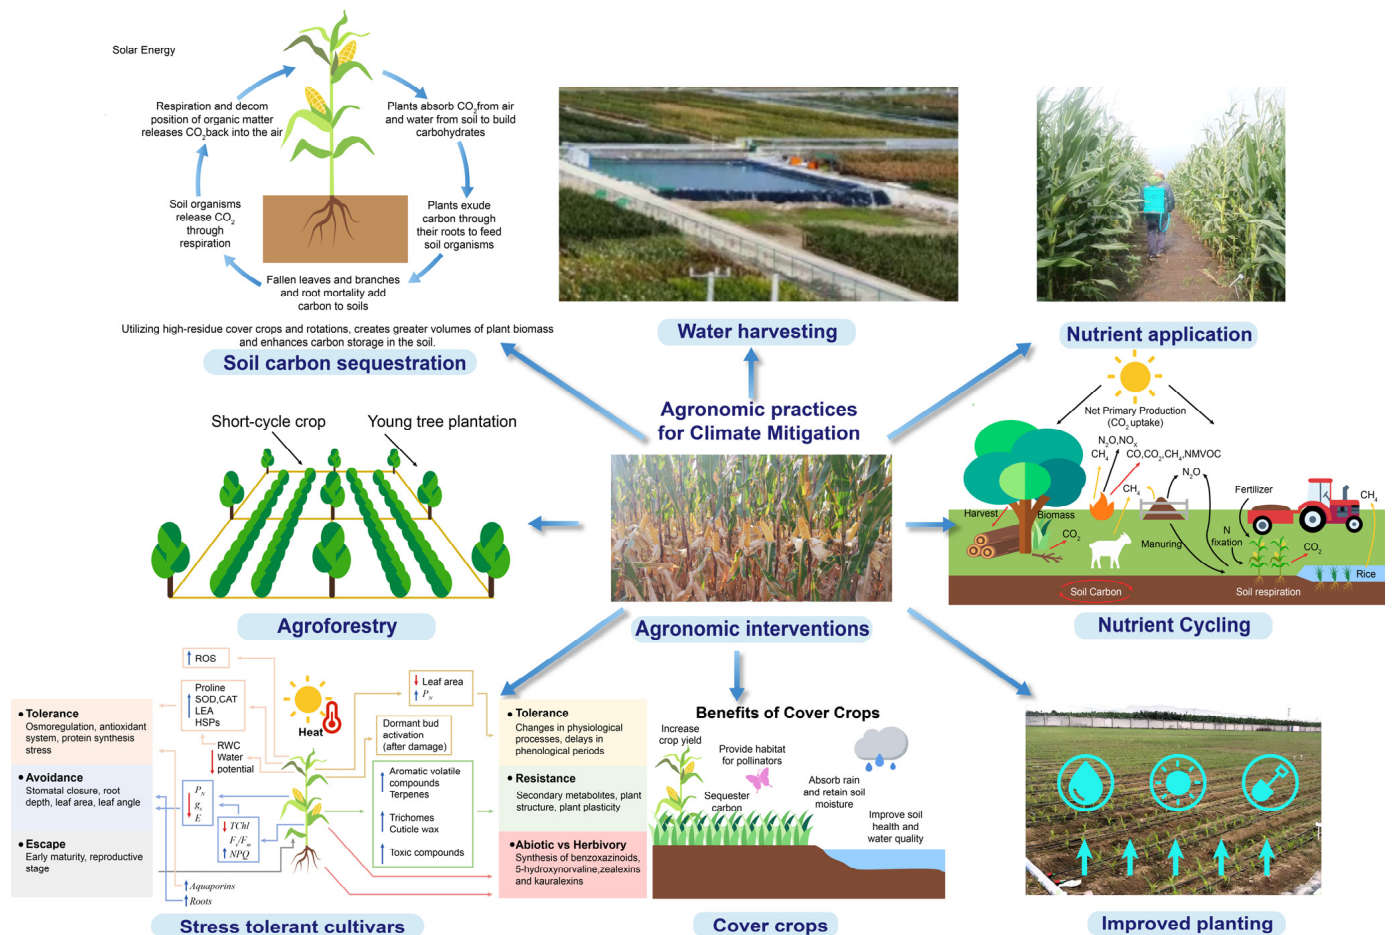 Solar Energy
Respiration and decom
position of organic matter
releases CO2back into the air
Plants absorb CO2from air
and water from soil to build
carbohydrates
Soil organisms
release CO2
through
respiration
Plants exude
carbon through
their roots to feed
soil organisms
Fallen leaves and branches
and root mortality add
carbon to soils
Utilizing high-residue cover crops and rotations, creates greater volumes of plant biomass
and enhances carbon storage in the soil.
Soil carbon sequestration
Water harvesting
Nutrient application
Agronomic practices
for Climate Mitigation
Short-cycle crop
Young tree plantation
Agroforestry
Agronomic interventions
Net Primary Production
(CO2 uptake)
N2O,NOX
CH4
CO,CO2,CH4,NMVOC
N2O
CH4
CH4
Fertilizer
Harvest
Biomass
CO2
Manuring
N
fixation
CO2
Rice
Soil Carbon
Soil respiration
Nutrient Cycling
ROS
Proline
SOD,CAT
LEA
HSPs
RWC
Water
potential
Heat
Leaf area
PN
Dormant bud
activation
(after damage)
Aromatic volatile
compounds
Terpenes
Trichomes
Cuticle wax
Toxic compounds
PN
gs
E
TChl
Fv/Fm
NPQ
Aquaporins
Roots
• Tolerance
Osmoregulation, antioxidant
system, protein synthesis
stress
• Avoidance
Stomatal closure, root
depth, leaf area, leaf angle
• Escape
Early maturity, reproductive
stage
• Tolerance
Changes in physiological
processes, delays in
phenological periods
• Resistance
Secondary metabolites, plant
structure, plant plasticity
• Abiotic vs Herbivory
Synthesis of benzoxazinoids,
5-hydroxynorvaline,zealexins
and kauralexins
Stress tolerant cultivars
Benefits of Cover Crops
Increase
crop yield
Provide habitat
for pollinators
Sequester
carbon
Absorb rain
and retain soil
moisture
Improve soil
health and
water quality
Cover crops
Improved planting